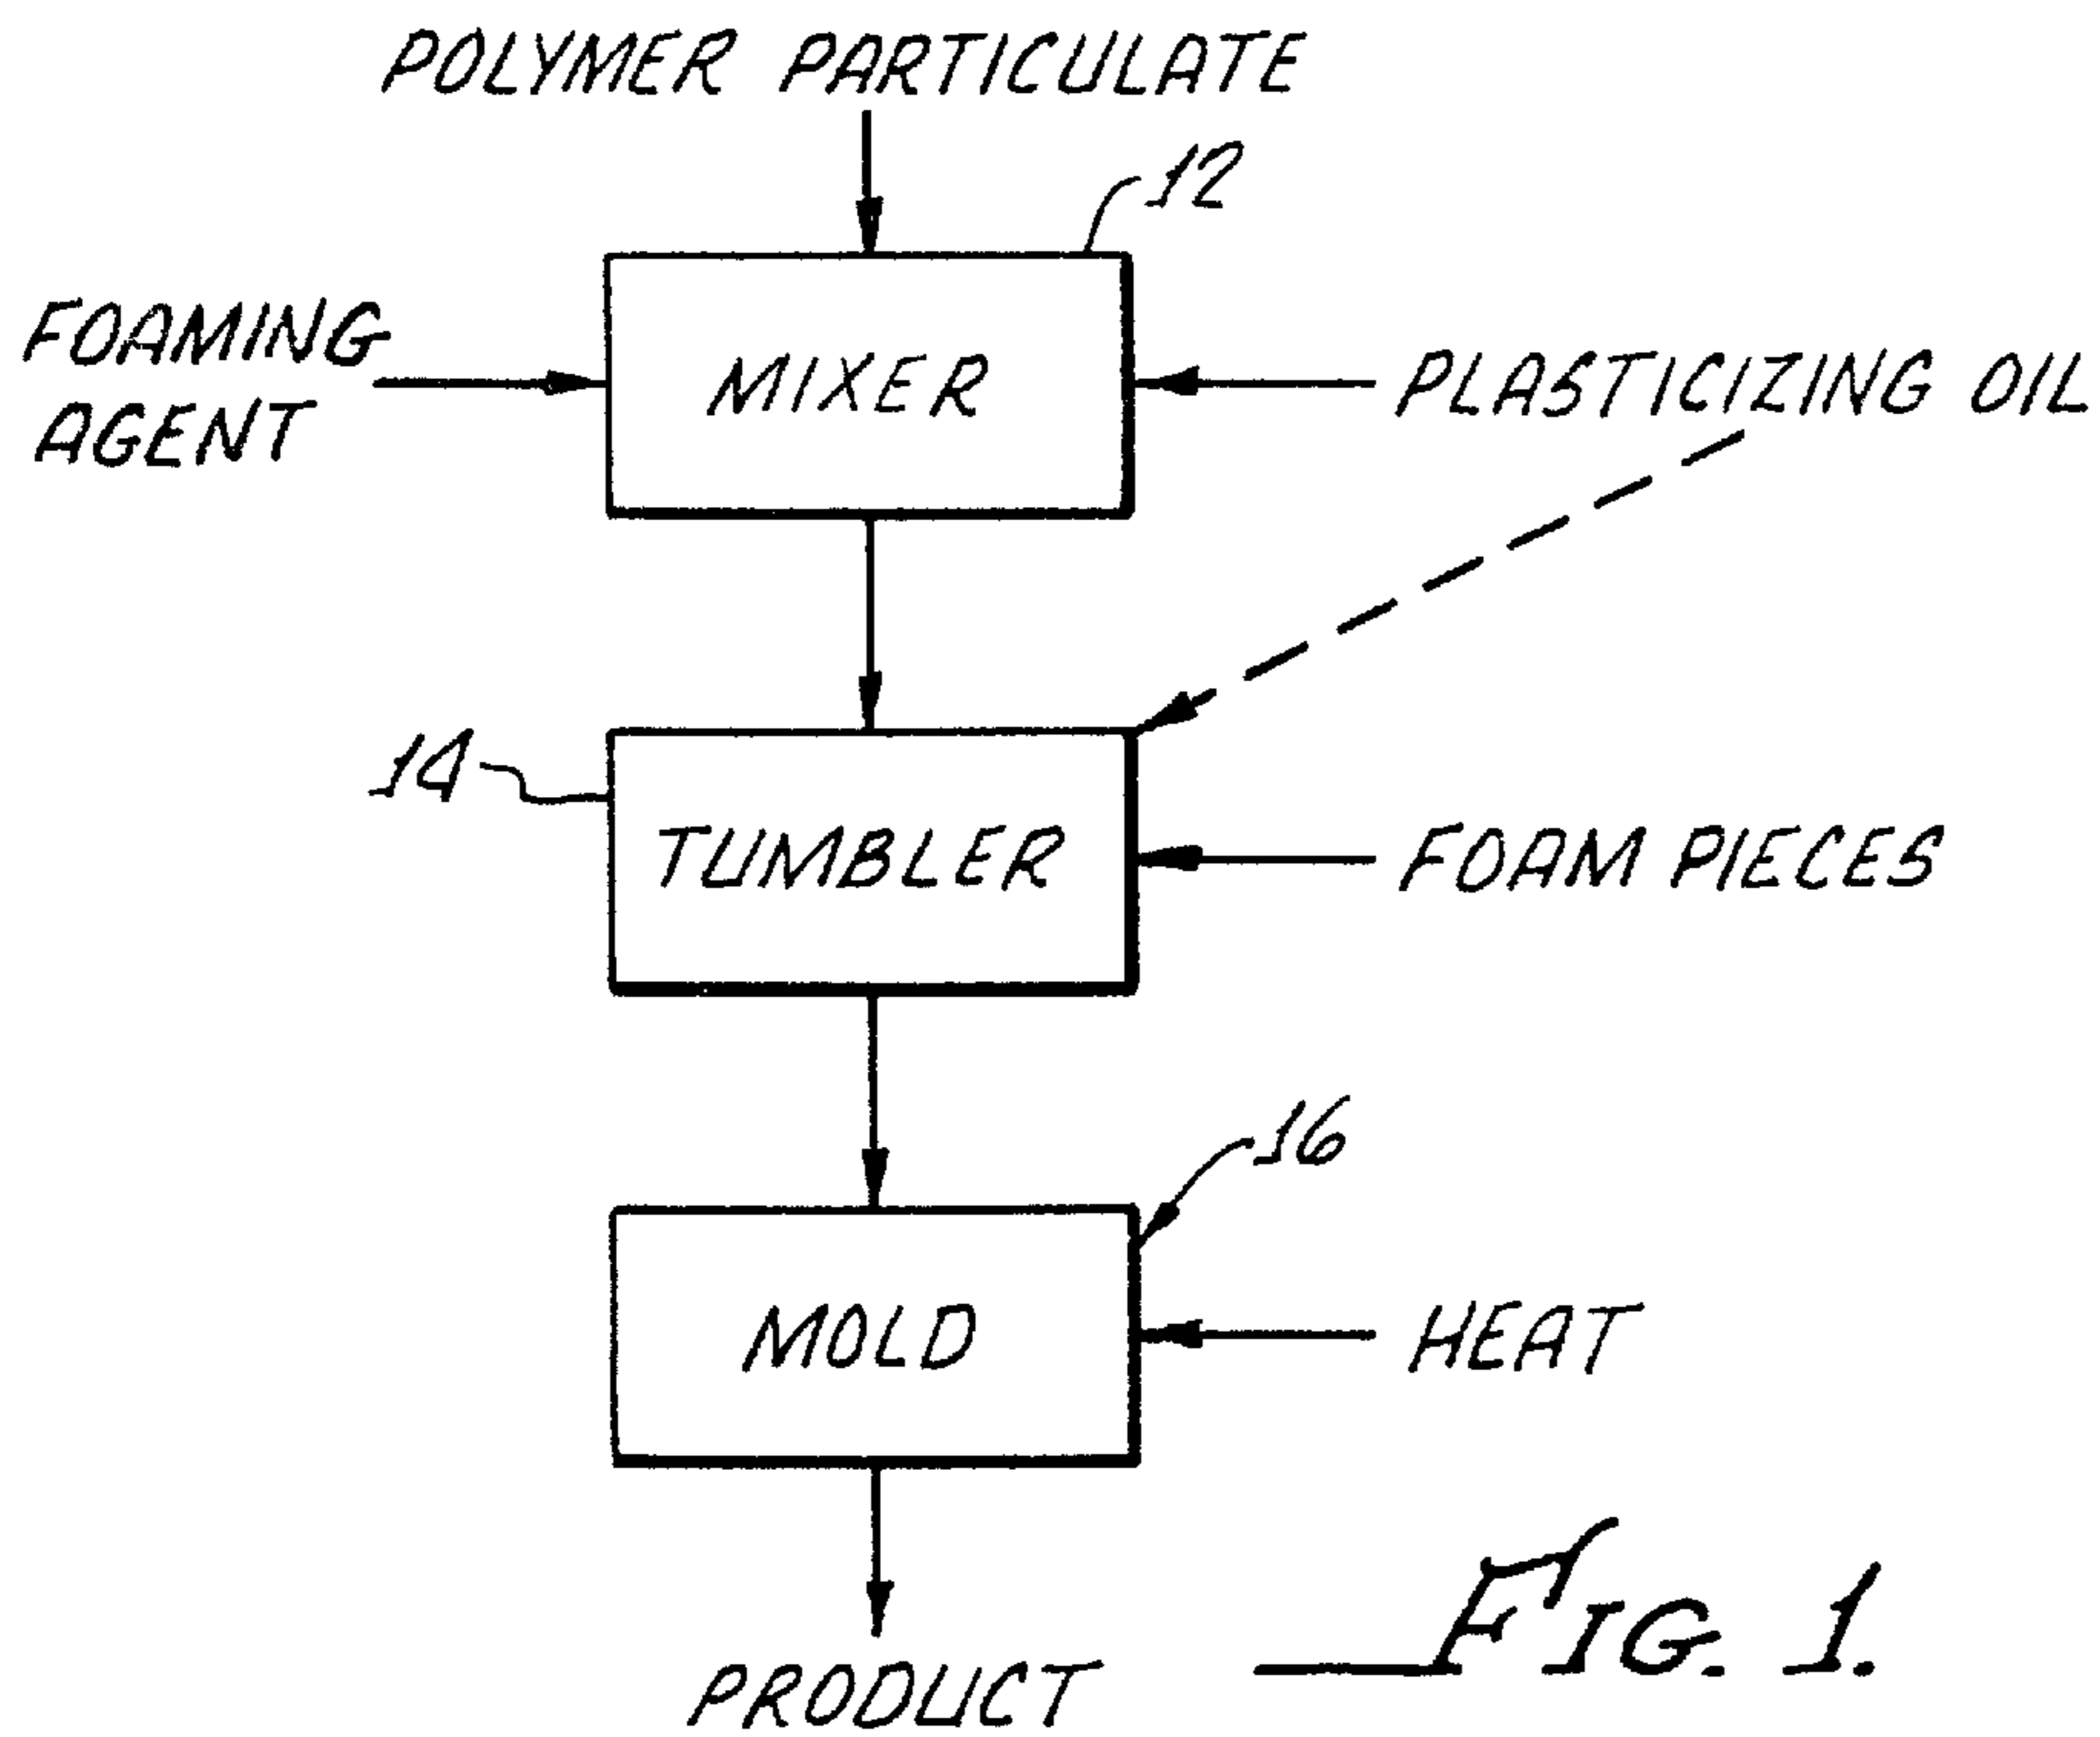 POLYMER PARTICULATE
12
FOAMING
AGENT
MIXER
PLASTICIZING OIL
14
TUMBLER
FOAM PIECES
16
MOLD
HEAT
PRODUCT
FIG. 1.